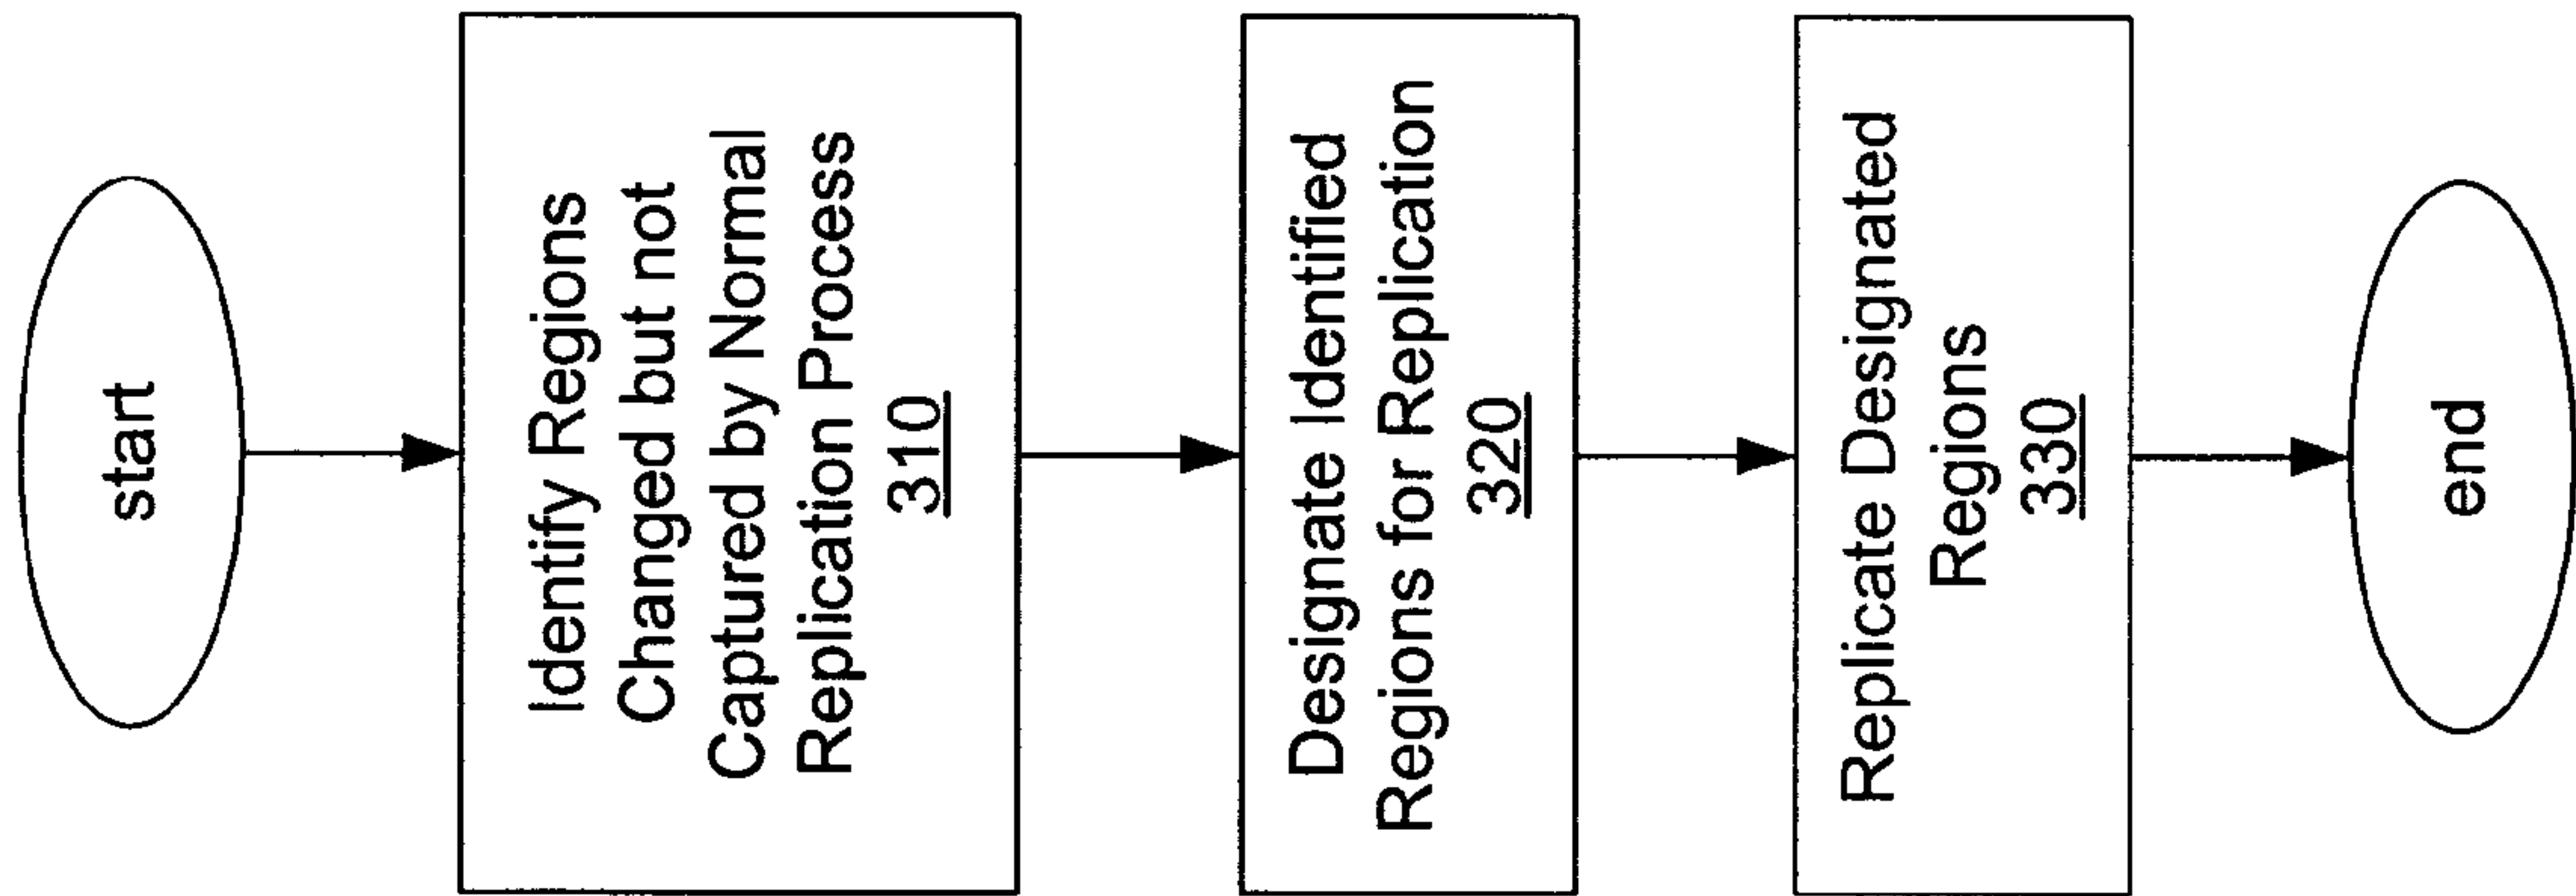 start
Identify Regions
Changed but not
Captured by Normal
Replication Process
310
Designate Identified
Regions for Replication
320
Replicate Designated
Regions
330
end